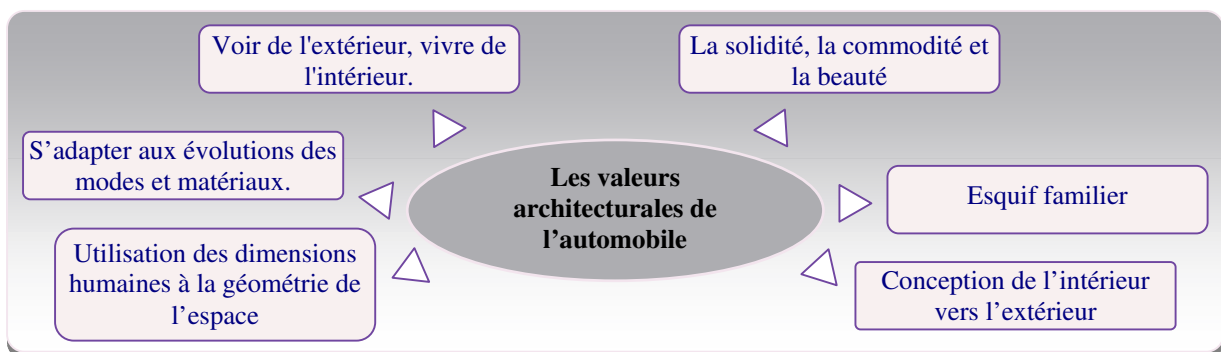 Voir de l'extérieur, vivre de
l'intérieur.
La solidité, la commodité et
la beauté
S’adapter aux évolutions des
modes et matériaux.
Les valeurs
architecturales de
l’automobile
Esquif familier
Utilisation des dimensions
humaines à la géométrie de
l’espace
Conception de l’intérieur
vers l’extérieur